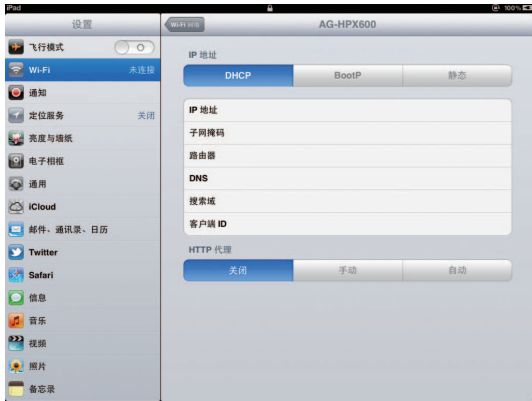 iPad
100%
设置
Wi-Fi 网络
AG-HPX600
飞行模式
Wi-Fi
未连接
通知
定位服务
关闭
亮度与墙纸
电子相框
通用
iCloud
邮件、通讯录、日历
Twitter
Safari
信息
音乐
视频
照片
备忘录
IP 地址
DHCP
BootP
静态
IP 地址
子网掩码
路由器
DNS
搜索域
客户端 ID
HTTP 代理
关闭
手动
自动